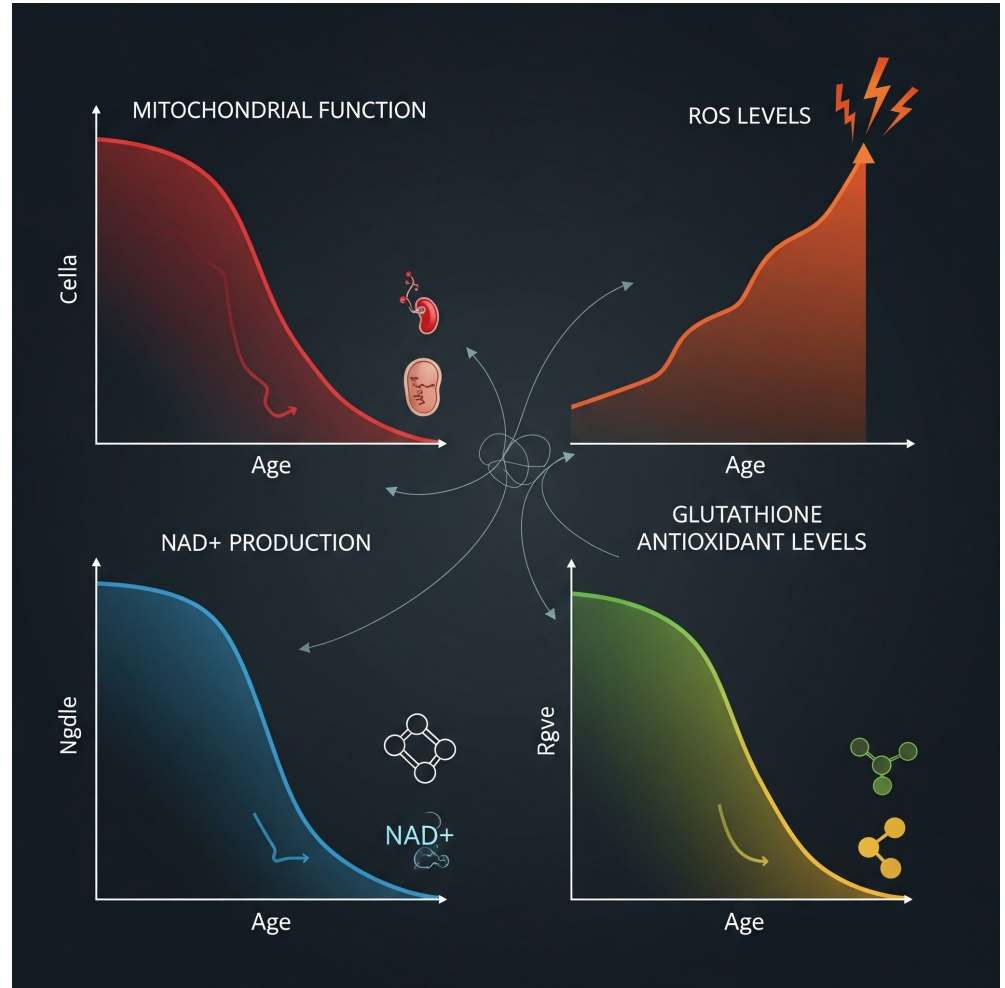 MITOCHONDRIAL FUNCTION
Cella
Age
ROS LEVELS
Age
NAD+ PRODUCTION
Ngdle
NAD+
Age
GLUTATHIONE
ANTIOXIDANT LEVELS
Rgve
Age